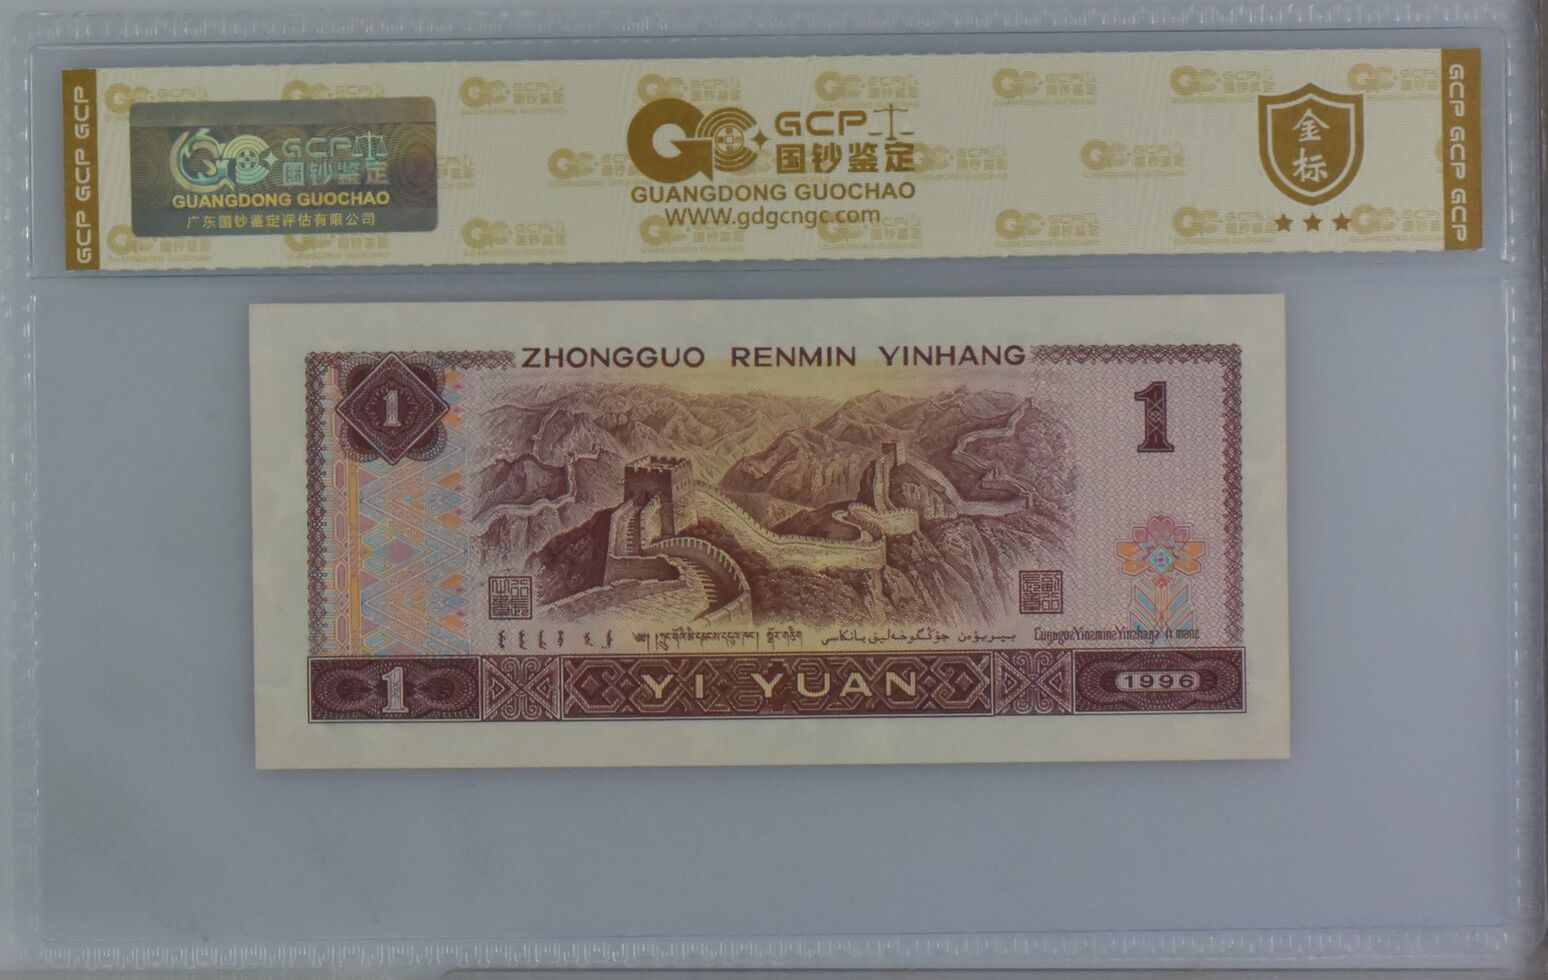 GCP GCP
GCP
国钞鉴定
GUANGDONG GUOCHAO
广东国钞鉴定评估有限公司
GCP
国钞鉴定
GUANGDONG GUOCHAO
WWW.gdgcngc.com
金标
GCP GCP GCP
ZHONGGUO RENMIN YINHANG
1
1
1
YI YUAN
1996